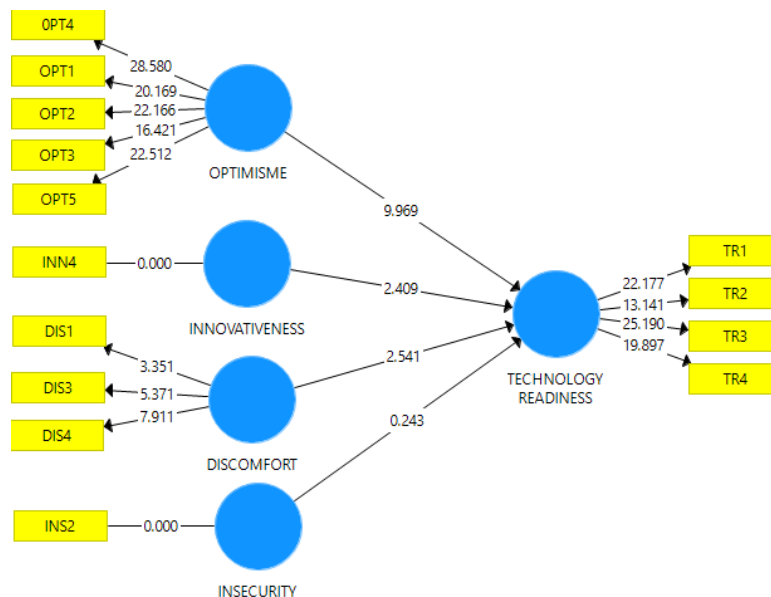 0PT4
28.580
OPT1
20.169
OPT2
22.166
OPT3
16.421
OPT5
22.512
OPTIMISME
9.969
INN4
0.000
INNOVATIVENESS
2.409
DIS1
3.351
DIS3
5.371
DIS4
7.911
DISCOMFORT
2.541
INS2
0.000
INSECURITY
0.243
TECHNOLOGY
READINESS
TR1
22.177
TR2
13.141
TR3
25.190
TR4
19.897